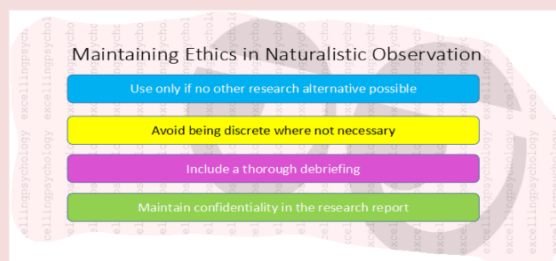 Maintaining Ethics in Naturalistic Observation
Use only if no other research alternative possible
Avoid being discrete where not necessary
Include a thorough debriefing
Maintain confidentiality in the research report